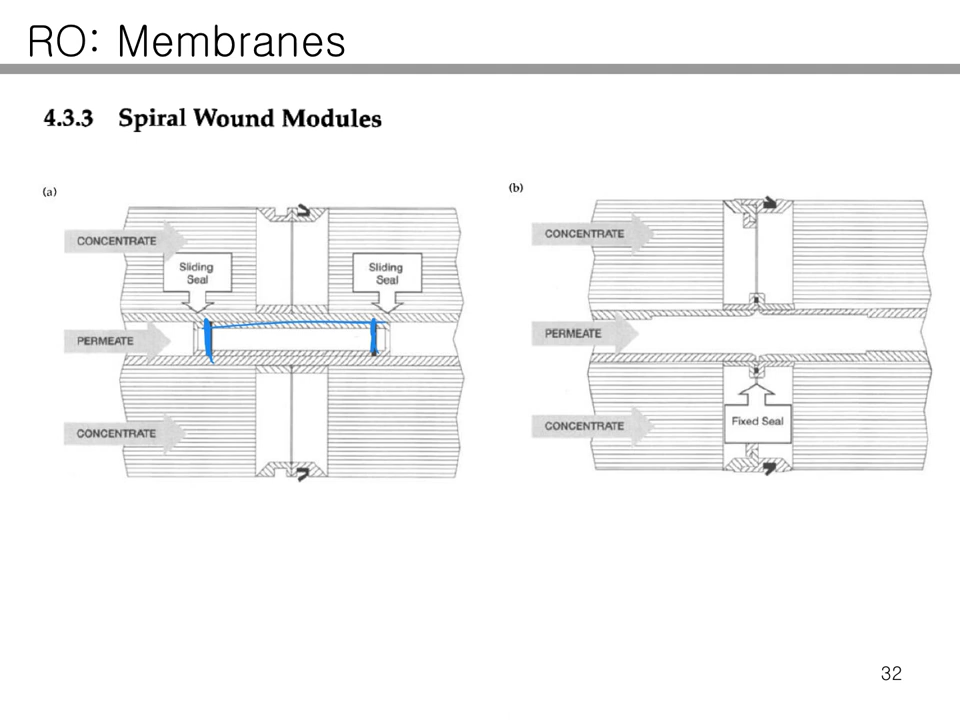 RO: Membranes
4.3.3 Spiral Wound Modules
(a)
CONCENTRATE
Sliding
Seal
Sliding
Seal
PERMEATE
CONCENTRATE
(b)
CONCENTRATE
PERMEATE
CONCENTRATE
Fixed Seal
32